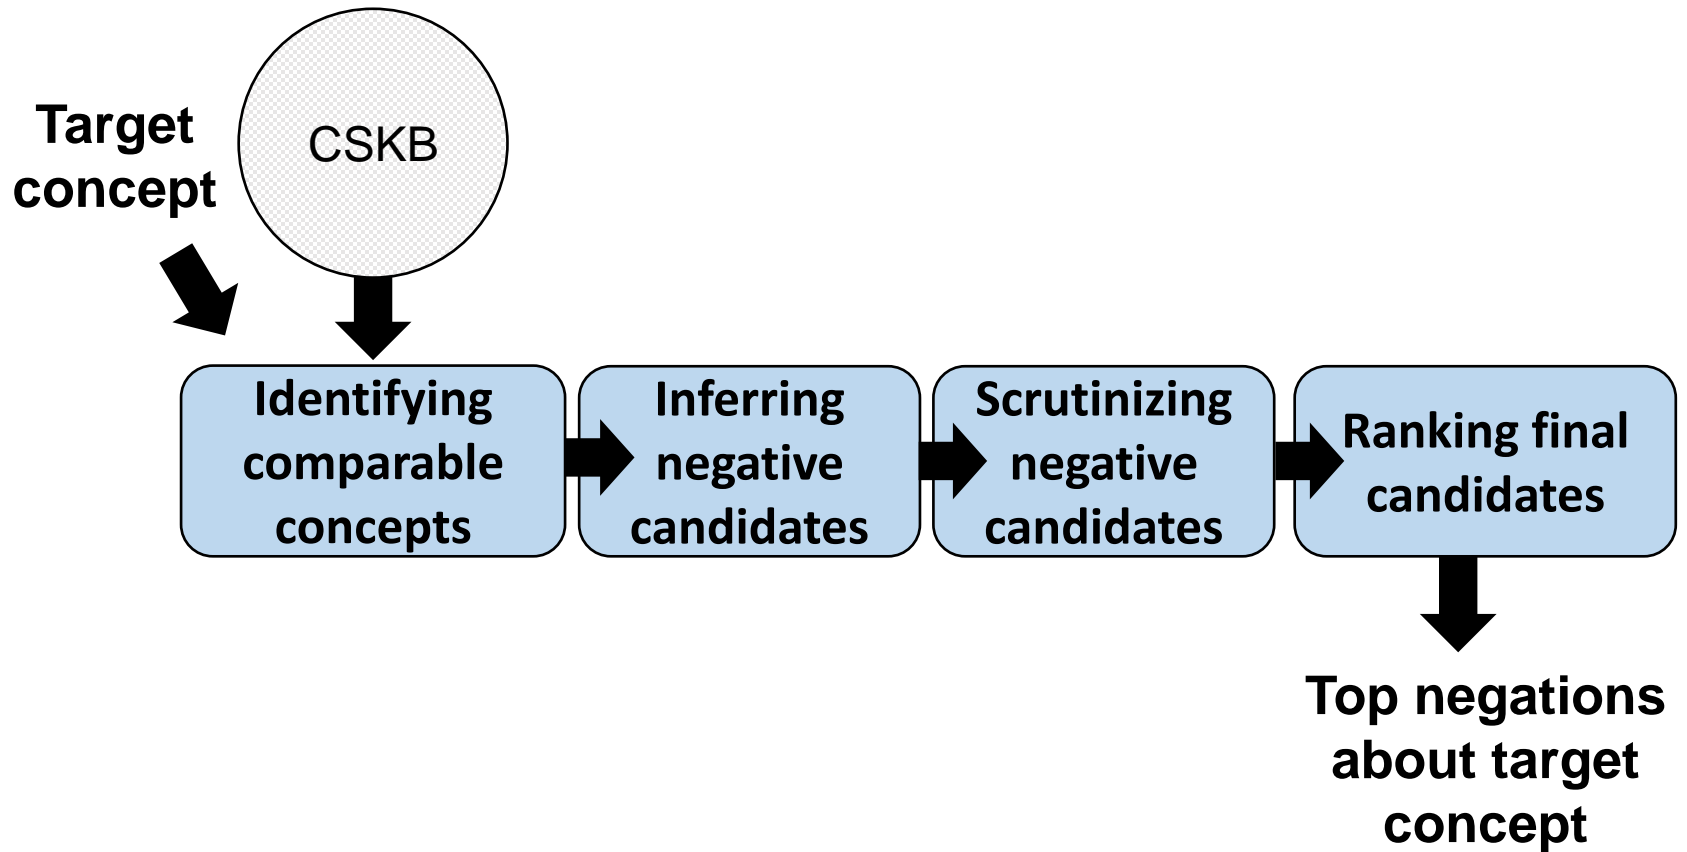 Target
concept
CSKB
Identifying
comparable
concepts
Inferring
negative
candidates
Scrutinizing
negative
candidates
Ranking final
candidates
Top negations
about target
concept